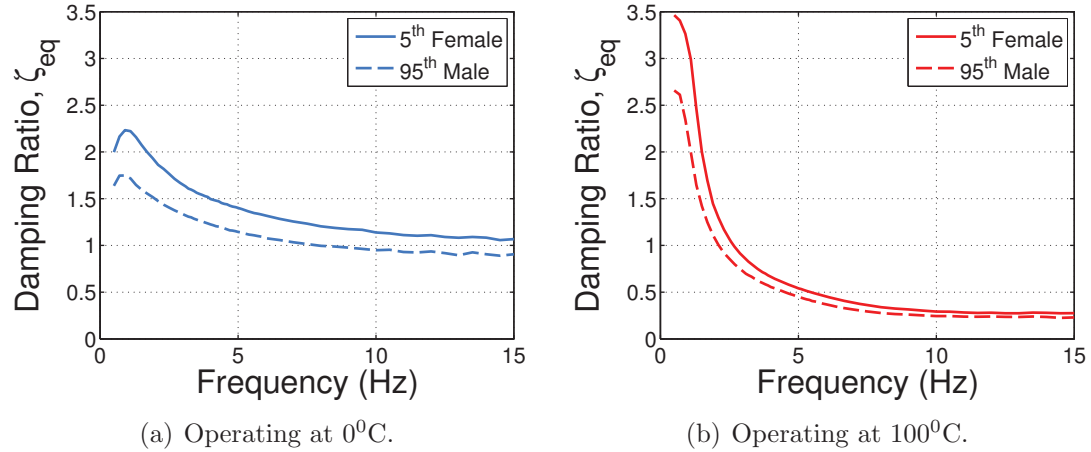 Damping Ratio, ζeq
3.5
3
2.5
2
1.5
1
0.5
0
0
5
10
15
Frequency (Hz)
5th Female
95th Male
(a) Operating at 0⁰C.
Damping Ratio, ζeq
3.5
3
2.5
2
1.5
1
0.5
0
0
5
10
15
Frequency (Hz)
5th Female
95th Male
(b) Operating at 100⁰C.